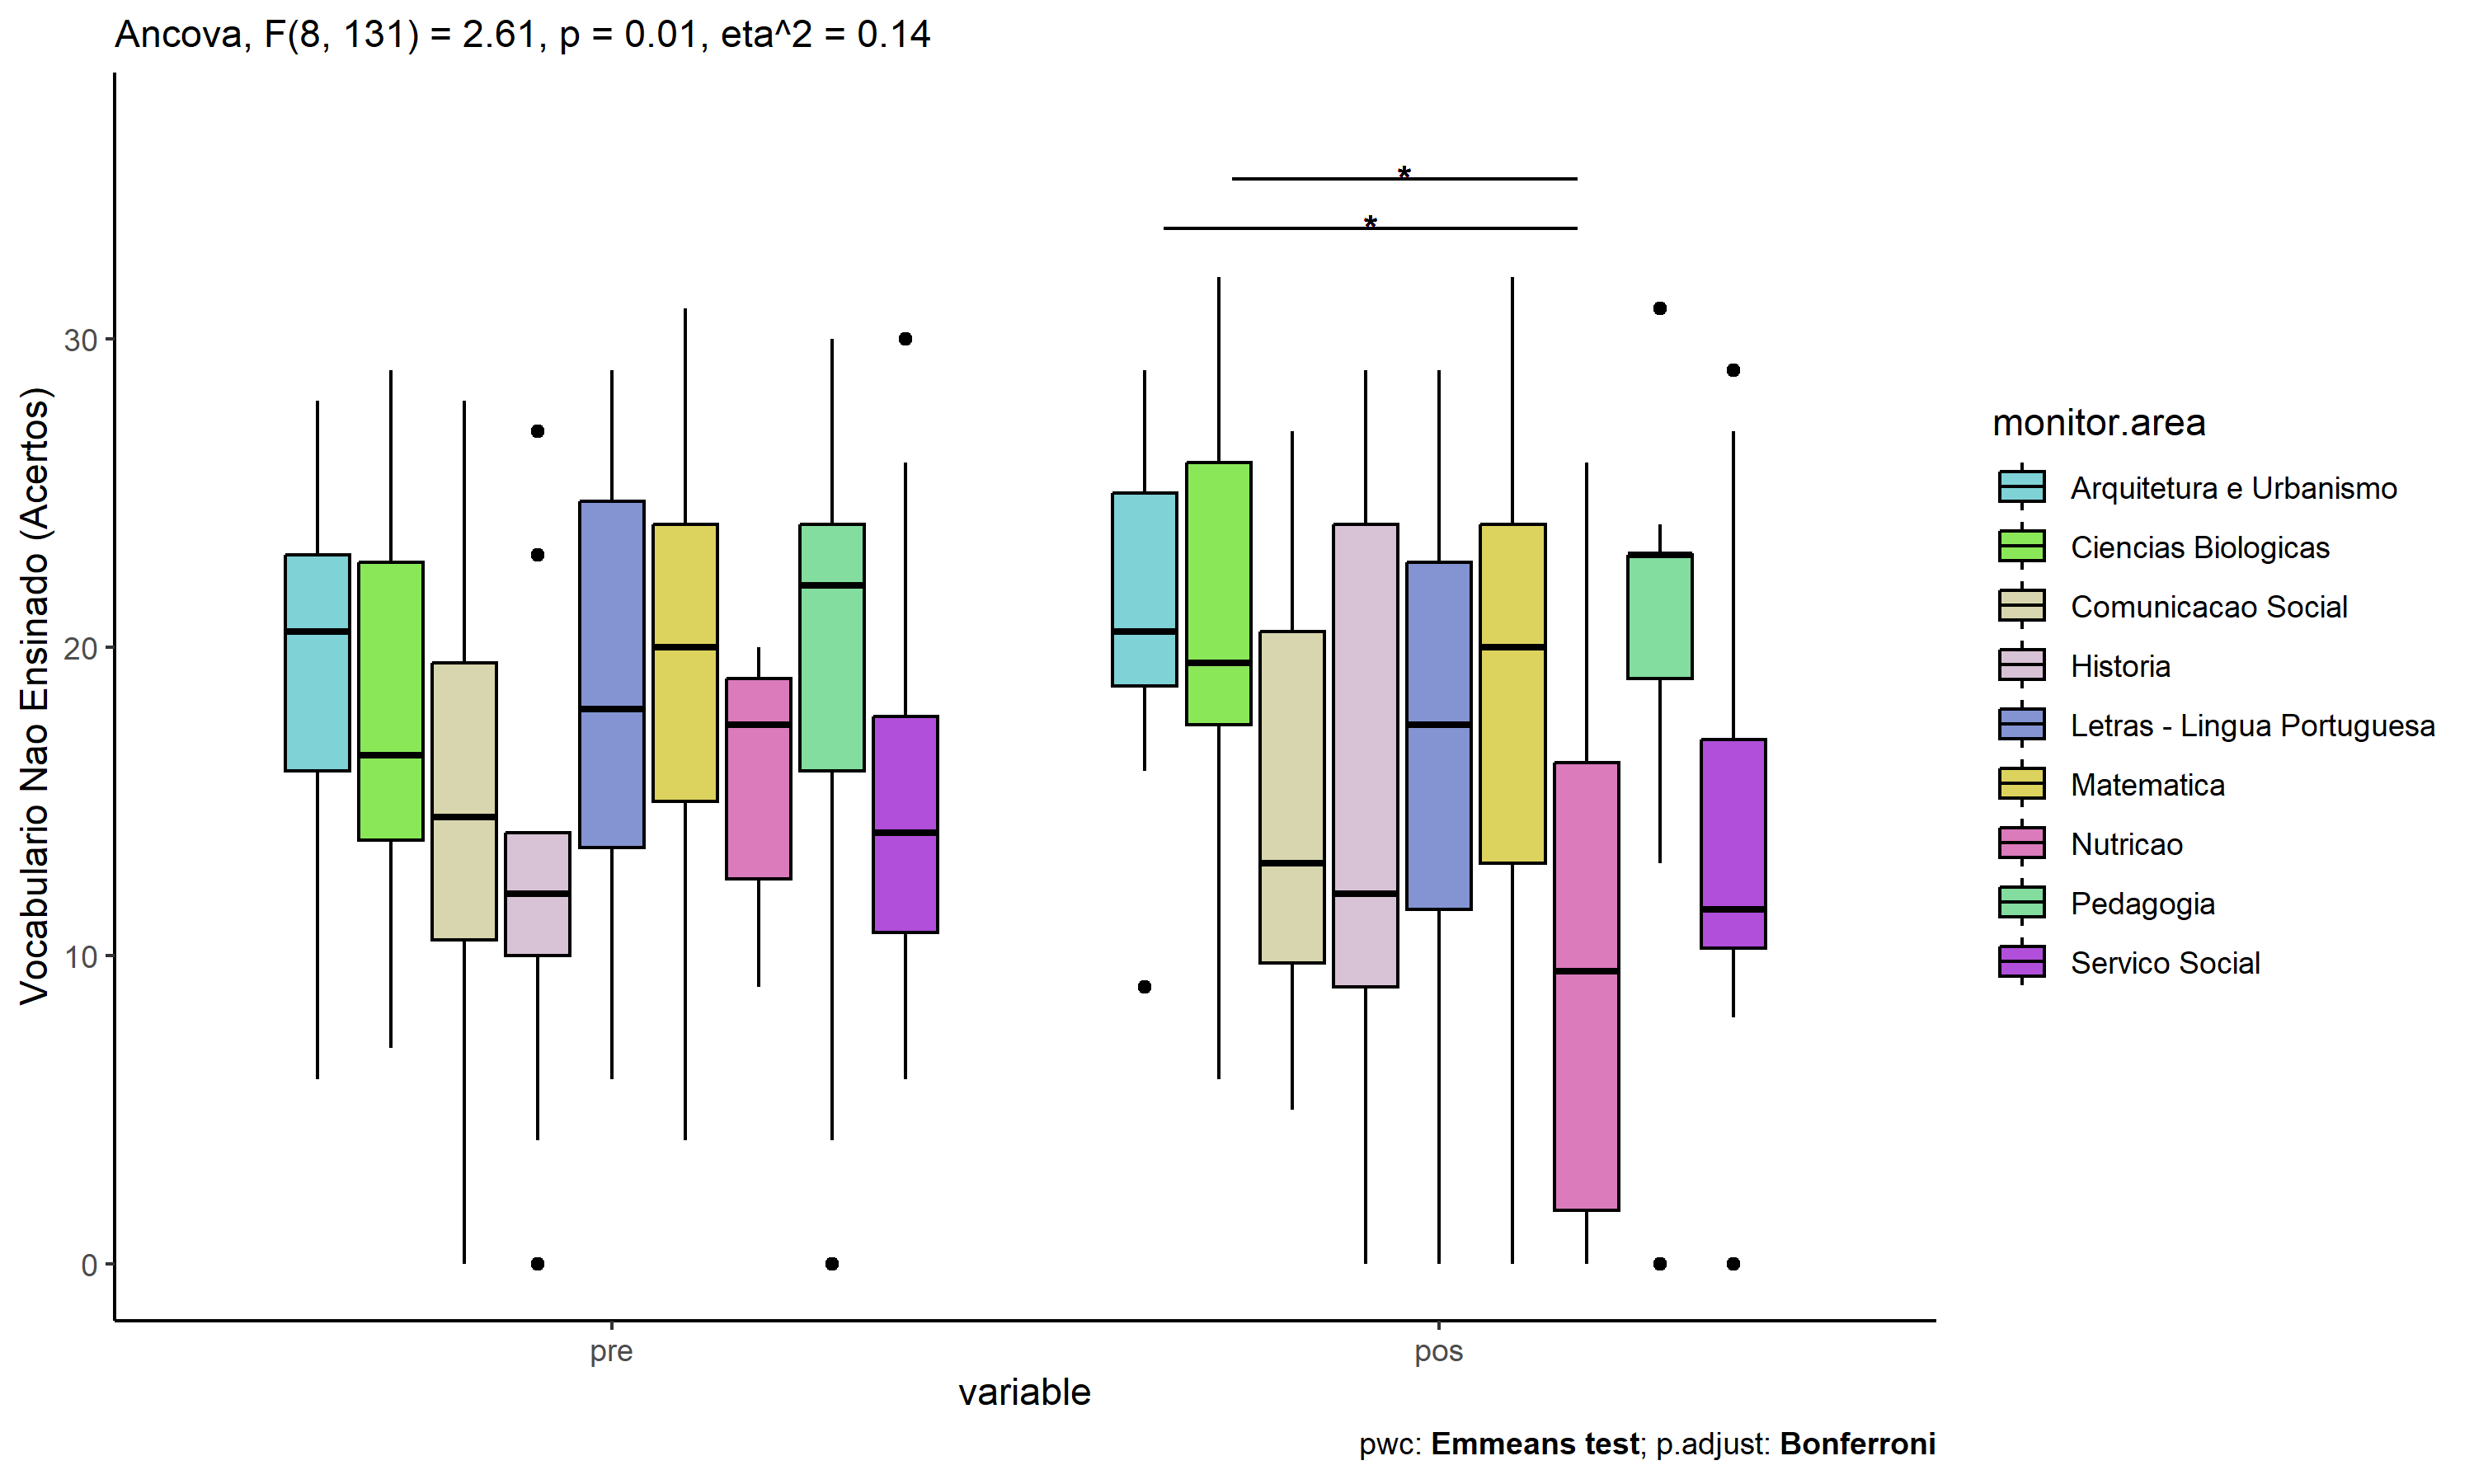 Ancova, F(8, 131) = 2.61, p = 0.01, eta^2 = 0.14
Vocabulario Nao Ensinado (Acertos)
30
20
10
0
*
*
pre
pos
variable
monitor.area
Arquitetura e Urbanismo
Ciencias Biologicas
Comunicacao Social
Historia
Letras - Lingua Portuguesa
Matematica
Nutricao
Pedagogia
Servico Social
pwc: Emmeans test; p.adjust: Bonferroni